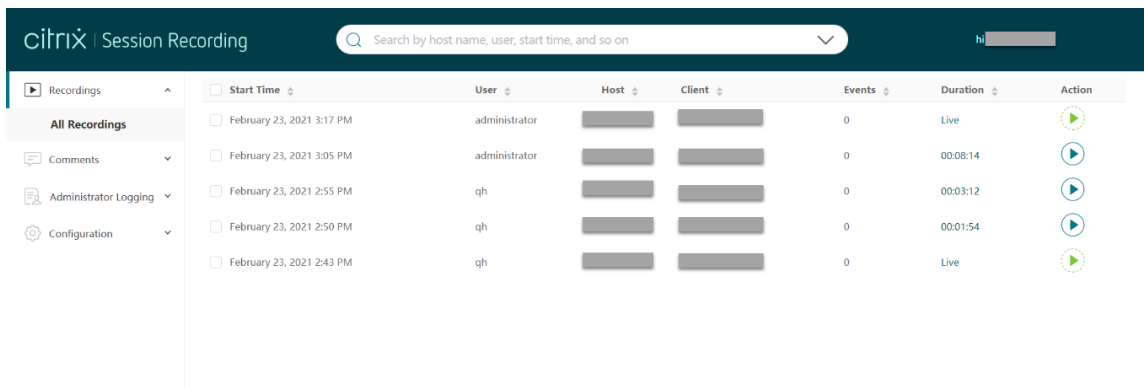 citrix | Session Recording
Search by host name, user, start time, and so on
hi
Recordings
All Recordings
Comments
Administrator Logging
Configuration
Start Time User Host Client Events Duration Action
February 23, 2021 3:17 PM administrator 0 Live
February 23, 2021 3:05 PM administrator 0 00:08:14
February 23, 2021 2:55 PM qh 0 00:03:12
February 23, 2021 2:50 PM qh 0 00:01:54
February 23, 2021 2:43 PM qh 0 Live